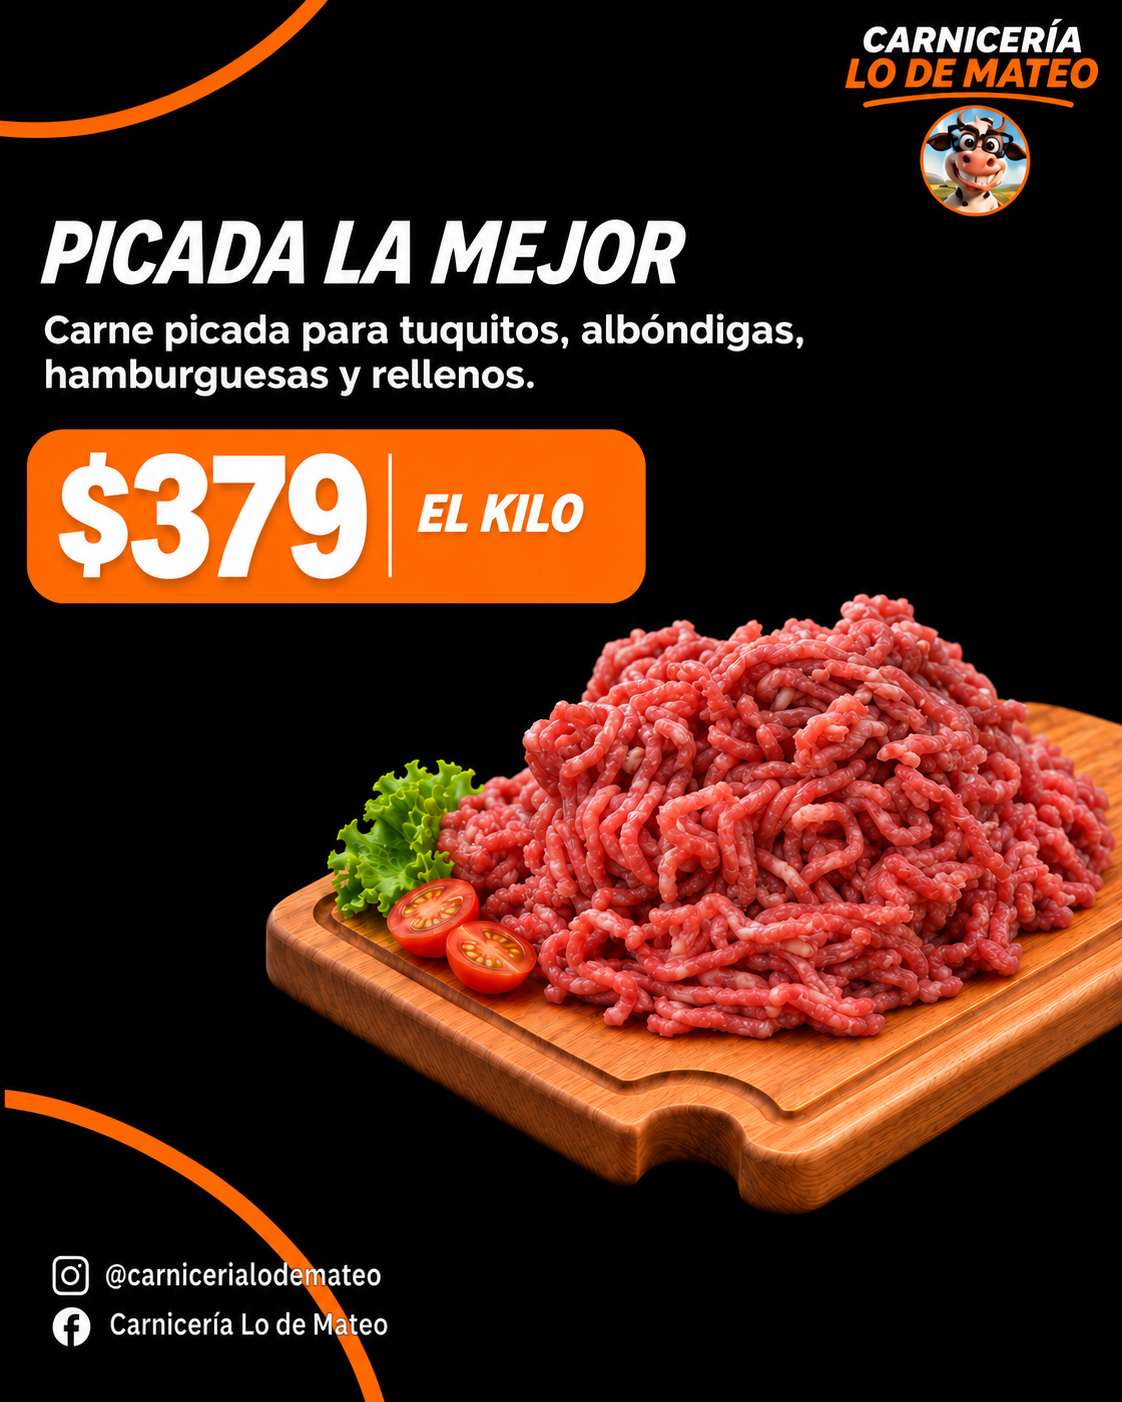 CARNICERÍA
LO DE MATEO
PICADA LA MEJOR
Carne picada para tuquitos, albóndigas,
hamburguesas y rellenos.
$379
EL KILO
@carnicerialodemateo
Carnicería Lo de Mateo